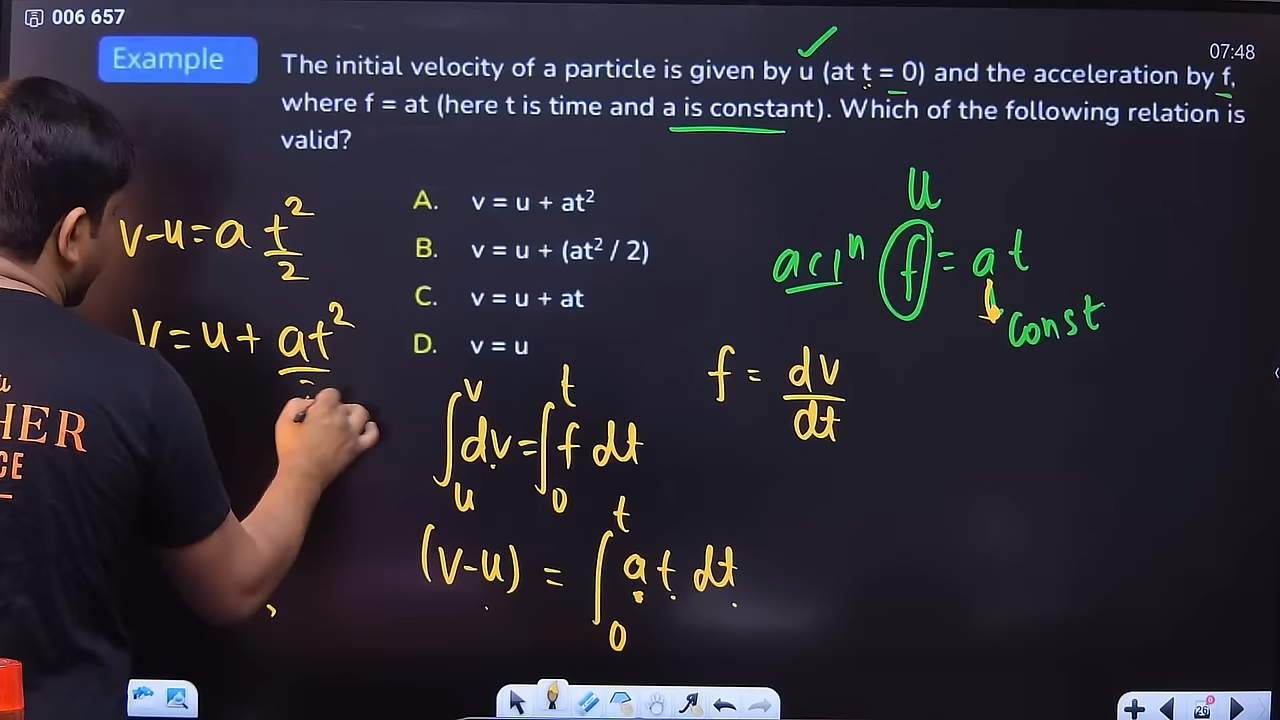 006 657
07:48
Example
The initial velocity of a particle is given by u (at t = 0) and the acceleration by f,
where f = at (here t is time and a is constant). Which of the following relation is
valid?
A. v = u + at²
B. v = u + (at² / 2)
C. v = u + at
D. v = u
v-u = a t²/2
v = u + at²/
u
accⁿ f = at
const
f = dv/dt
∫ᵤᵛ dv = ∫₀ᵗ f dt
(v-u) = ∫₀ᵗ a t dt
HER
CE
26